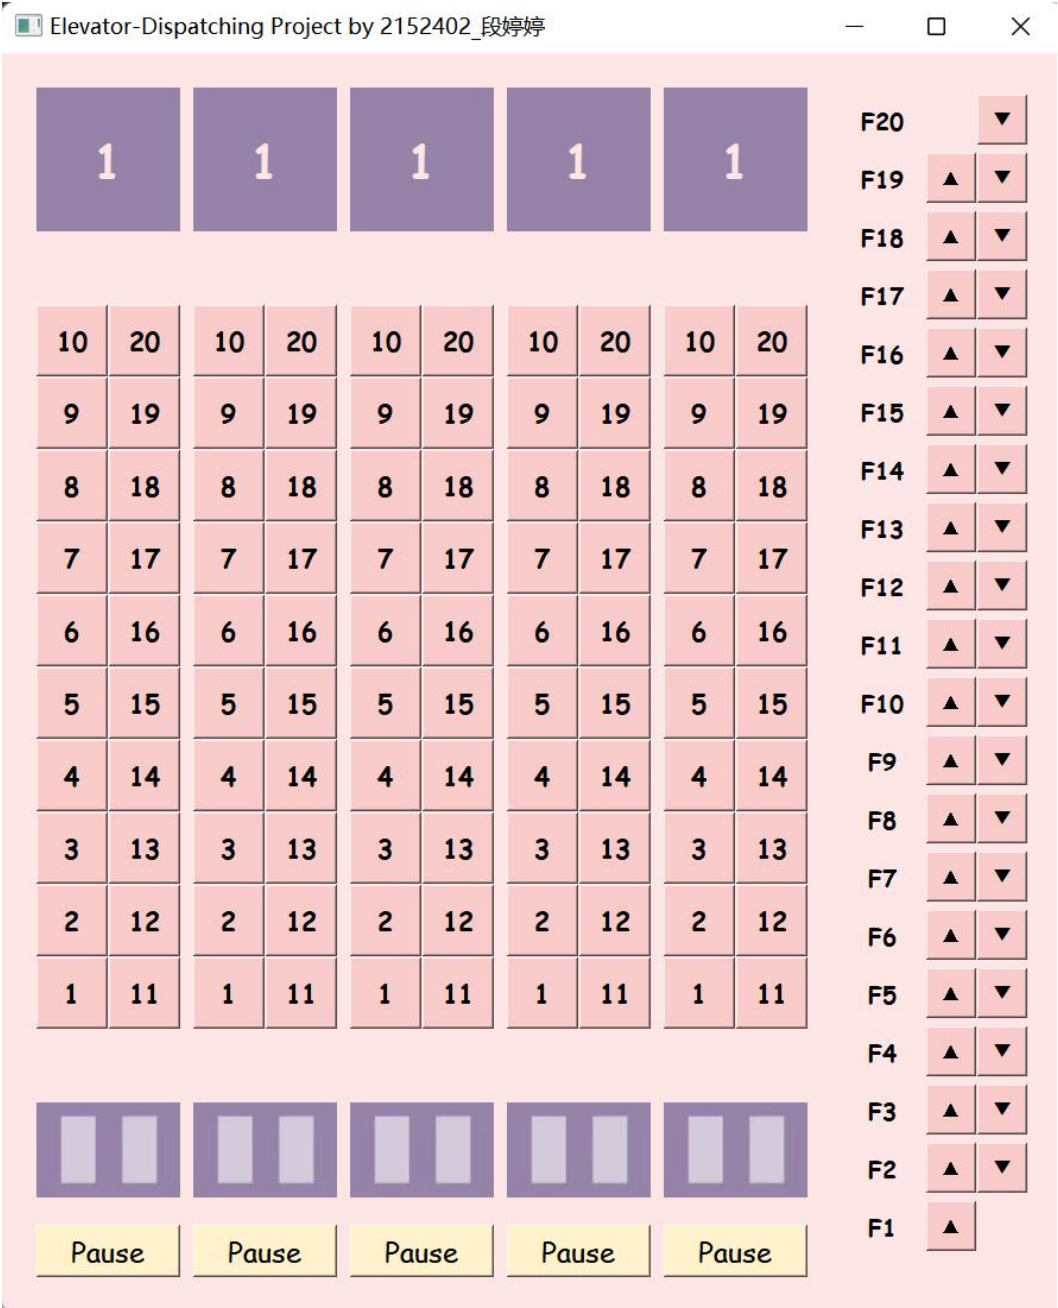 Elevator-Dispatching Project by 2152402_段婷婷
1 1 1 1 1
10 20 10 20 10 20 10 20 10 20
9 19 9 19 9 19 9 19 9 19
8 18 8 18 8 18 8 18 8 18
7 17 7 17 7 17 7 17 7 17
6 16 6 16 6 16 6 16 6 16
5 15 5 15 5 15 5 15 5 15
4 14 4 14 4 14 4 14 4 14
3 13 3 13 3 13 3 13 3 13
2 12 2 12 2 12 2 12 2 12
1 11 1 11 1 11 1 11 1 11
Pause Pause Pause Pause Pause
F20 ▼
F19 ▲ ▼
F18 ▲ ▼
F17 ▲ ▼
F16 ▲ ▼
F15 ▲ ▼
F14 ▲ ▼
F13 ▲ ▼
F12 ▲ ▼
F11 ▲ ▼
F10 ▲ ▼
F9 ▲ ▼
F8 ▲ ▼
F7 ▲ ▼
F6 ▲ ▼
F5 ▲ ▼
F4 ▲ ▼
F3 ▲ ▼
F2 ▲ ▼
F1 ▲